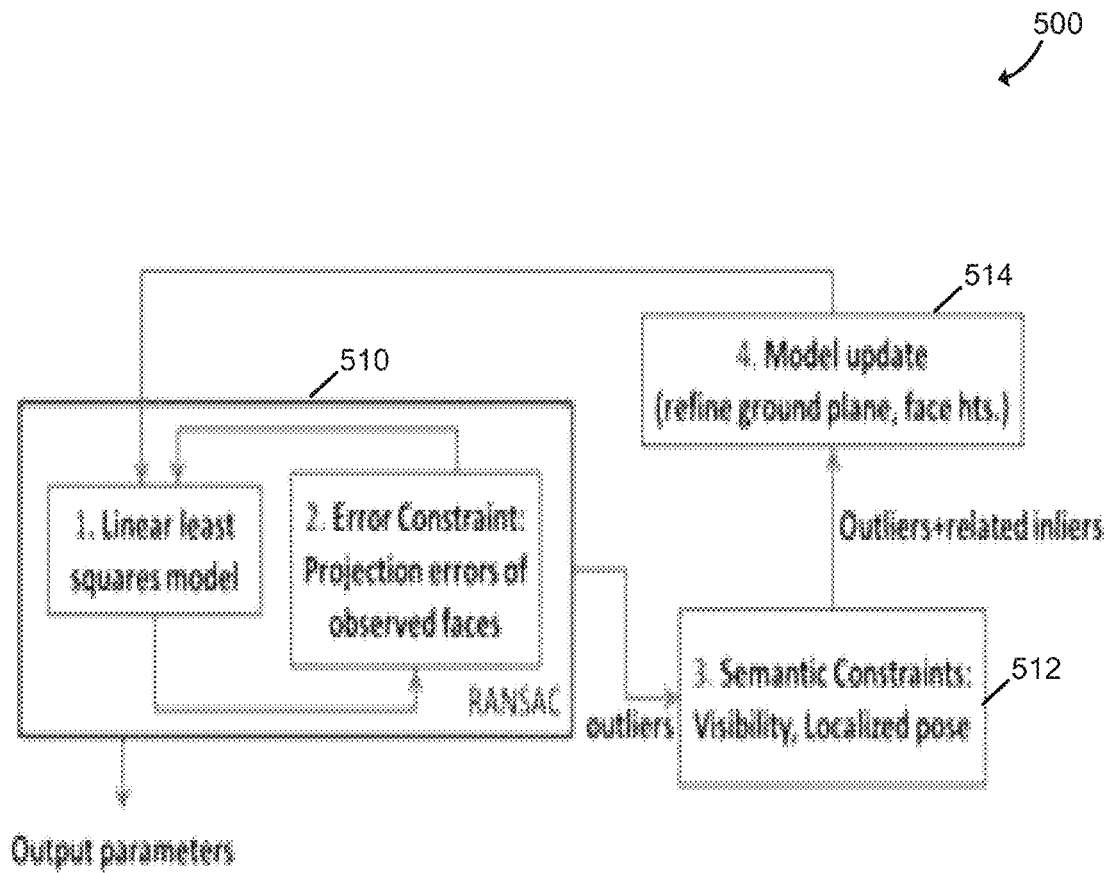 500
514
4. Model update
(refine ground plane, face hts.)
510
1. Linear least
squares model
2. Error Constraint:
Projection errors of
observed faces
RANSAC
Outliers+related inliers
outliers
3. Semantic Constraints:
Visibility, Localized pose
512
Output parameters